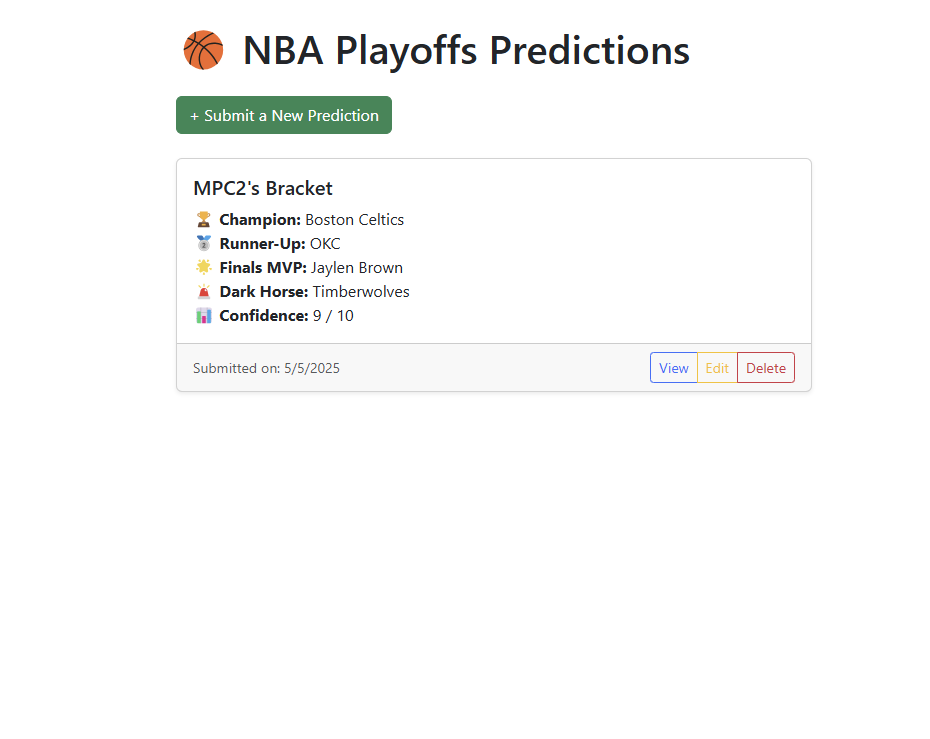 NBA Playoffs Predictions
+ Submit a New Prediction
MPC2's Bracket
Champion: Boston Celtics
Runner-Up: OKC
Finals MVP: Jaylen Brown
Dark Horse: Timberwolves
Confidence: 9 / 10
Submitted on: 5/5/2025 View Edit Delete